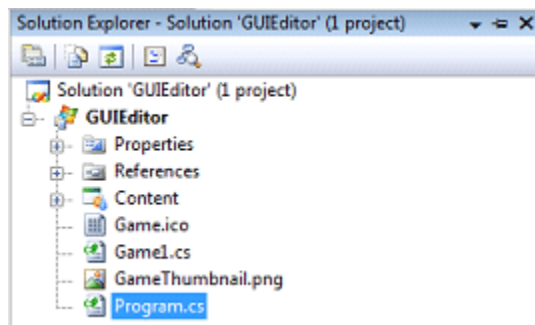 Solution Explorer - Solution 'GUIEditor' (1 project)
Solution 'GUIEditor' (1 project)
GUIEditor
Properties
References
Content
Game.ico
Game1.cs
GameThumbnail.png
Program.cs